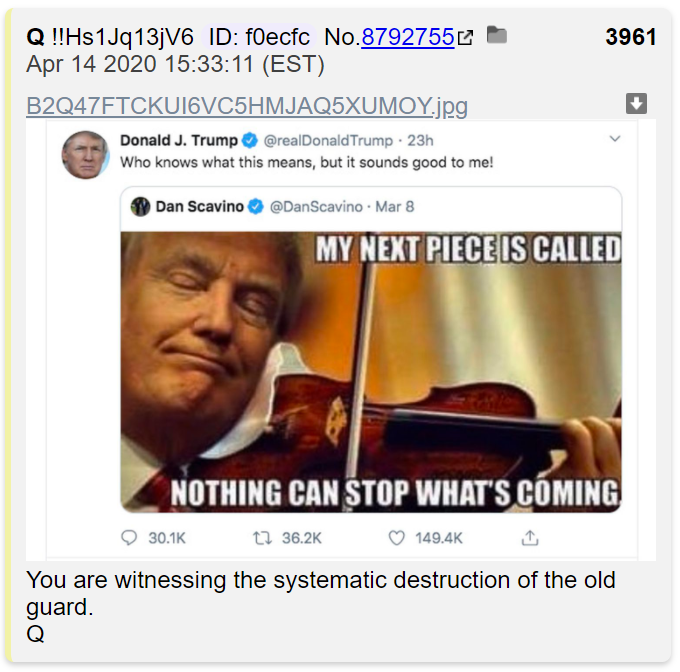 Q !!Hs1Jq13jV6 ID: f0ecfc No.8792755 3961
Apr 14 2020 15:33:11 (EST)
B2Q47FTCKUI6VC5HMJAQ5XUMOY.jpg
Donald J. Trump @realDonaldTrump · 23h
Who knows what this means, but it sounds good to me!
Dan Scavino @DanScavino · Mar 8
MY NEXT PIECE IS CALLED
NOTHING CAN STOP WHAT'S COMING
30.1K 36.2K 149.4K
You are witnessing the systematic destruction of the old
guard.
Q